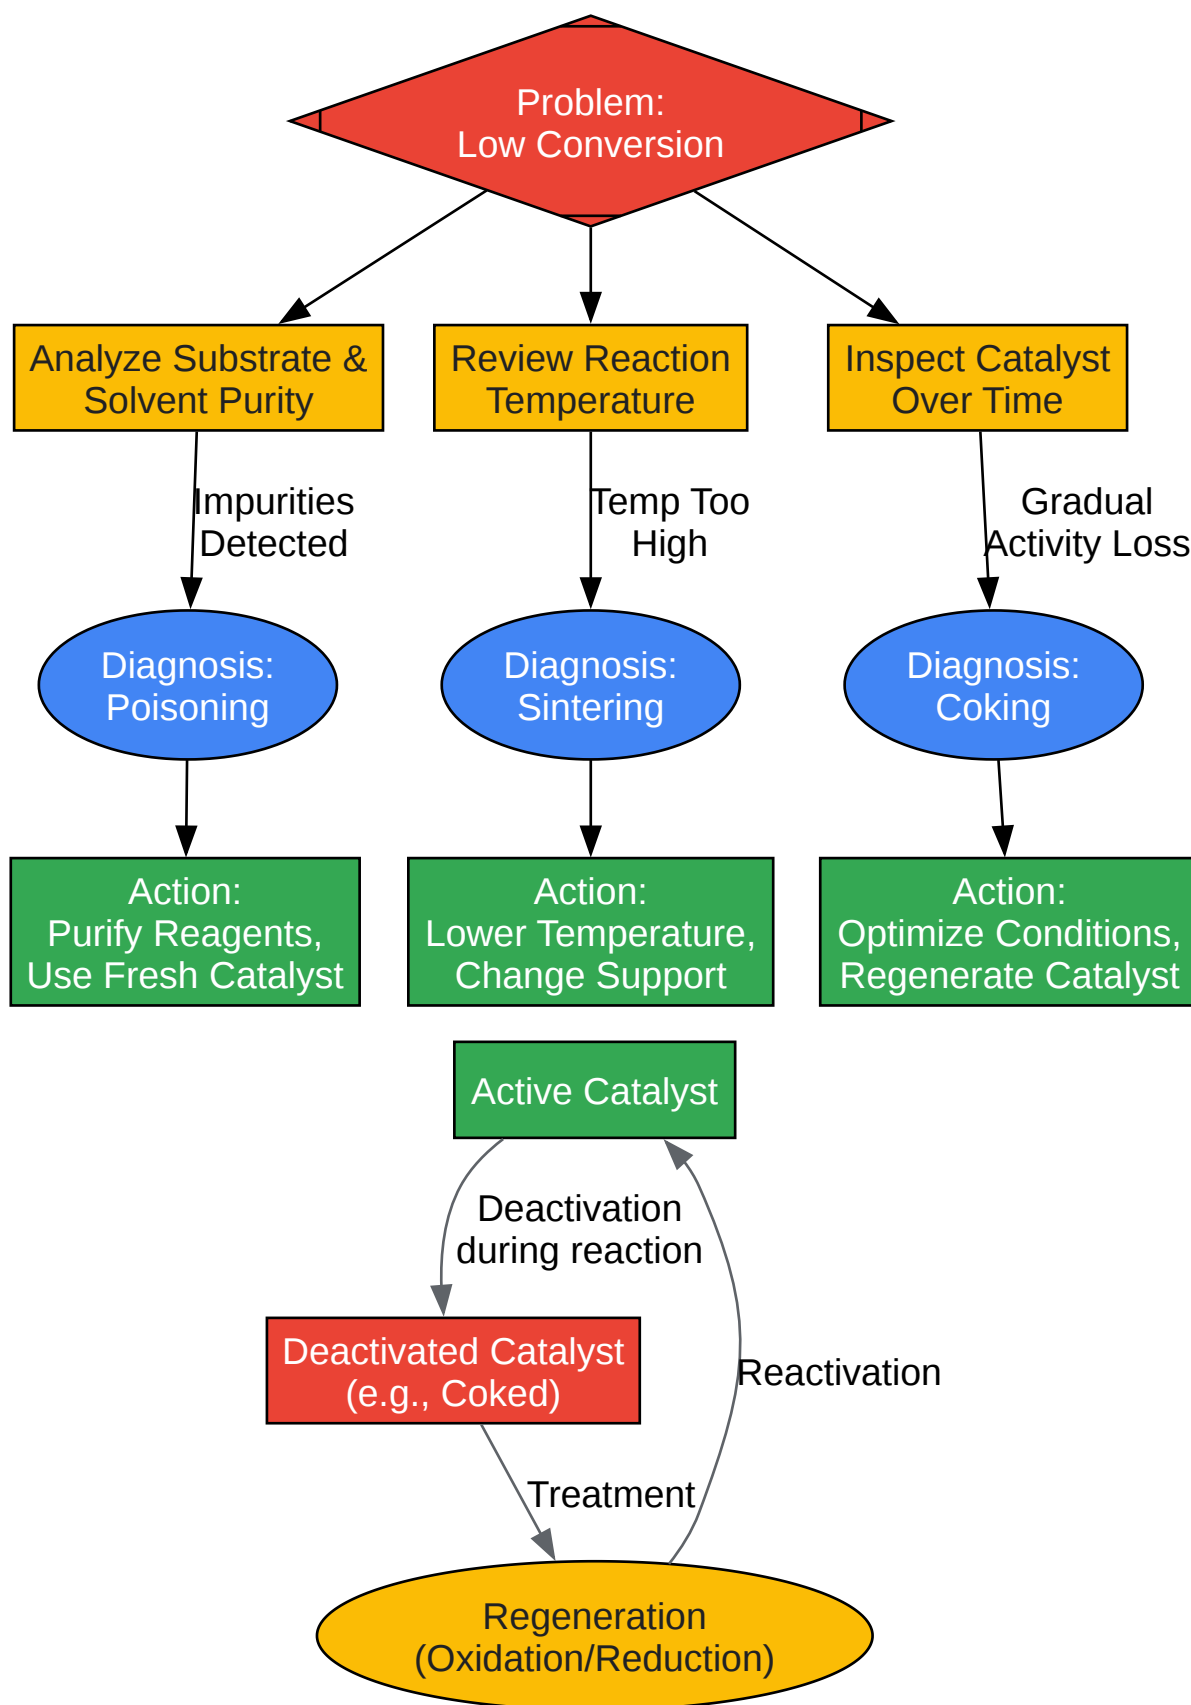 Problem:
Low Conversion
Analyze Substrate &
Solvent Purity
Review Reaction
Temperature
Inspect Catalyst
Over Time
Impurities
Detected
Temp Too
High
Gradual
Activity Loss
Diagnosis:
Poisoning
Diagnosis:
Sintering
Diagnosis:
Coking
Action:
Purify Reagents,
Use Fresh Catalyst
Action:
Lower Temperature,
Change Support
Action:
Optimize Conditions,
Regenerate Catalyst
Active Catalyst
Deactivation
during reaction
Deactivated Catalyst
(e.g., Coked)
Reactivation
Treatment
Regeneration
(Oxidation/Reduction)